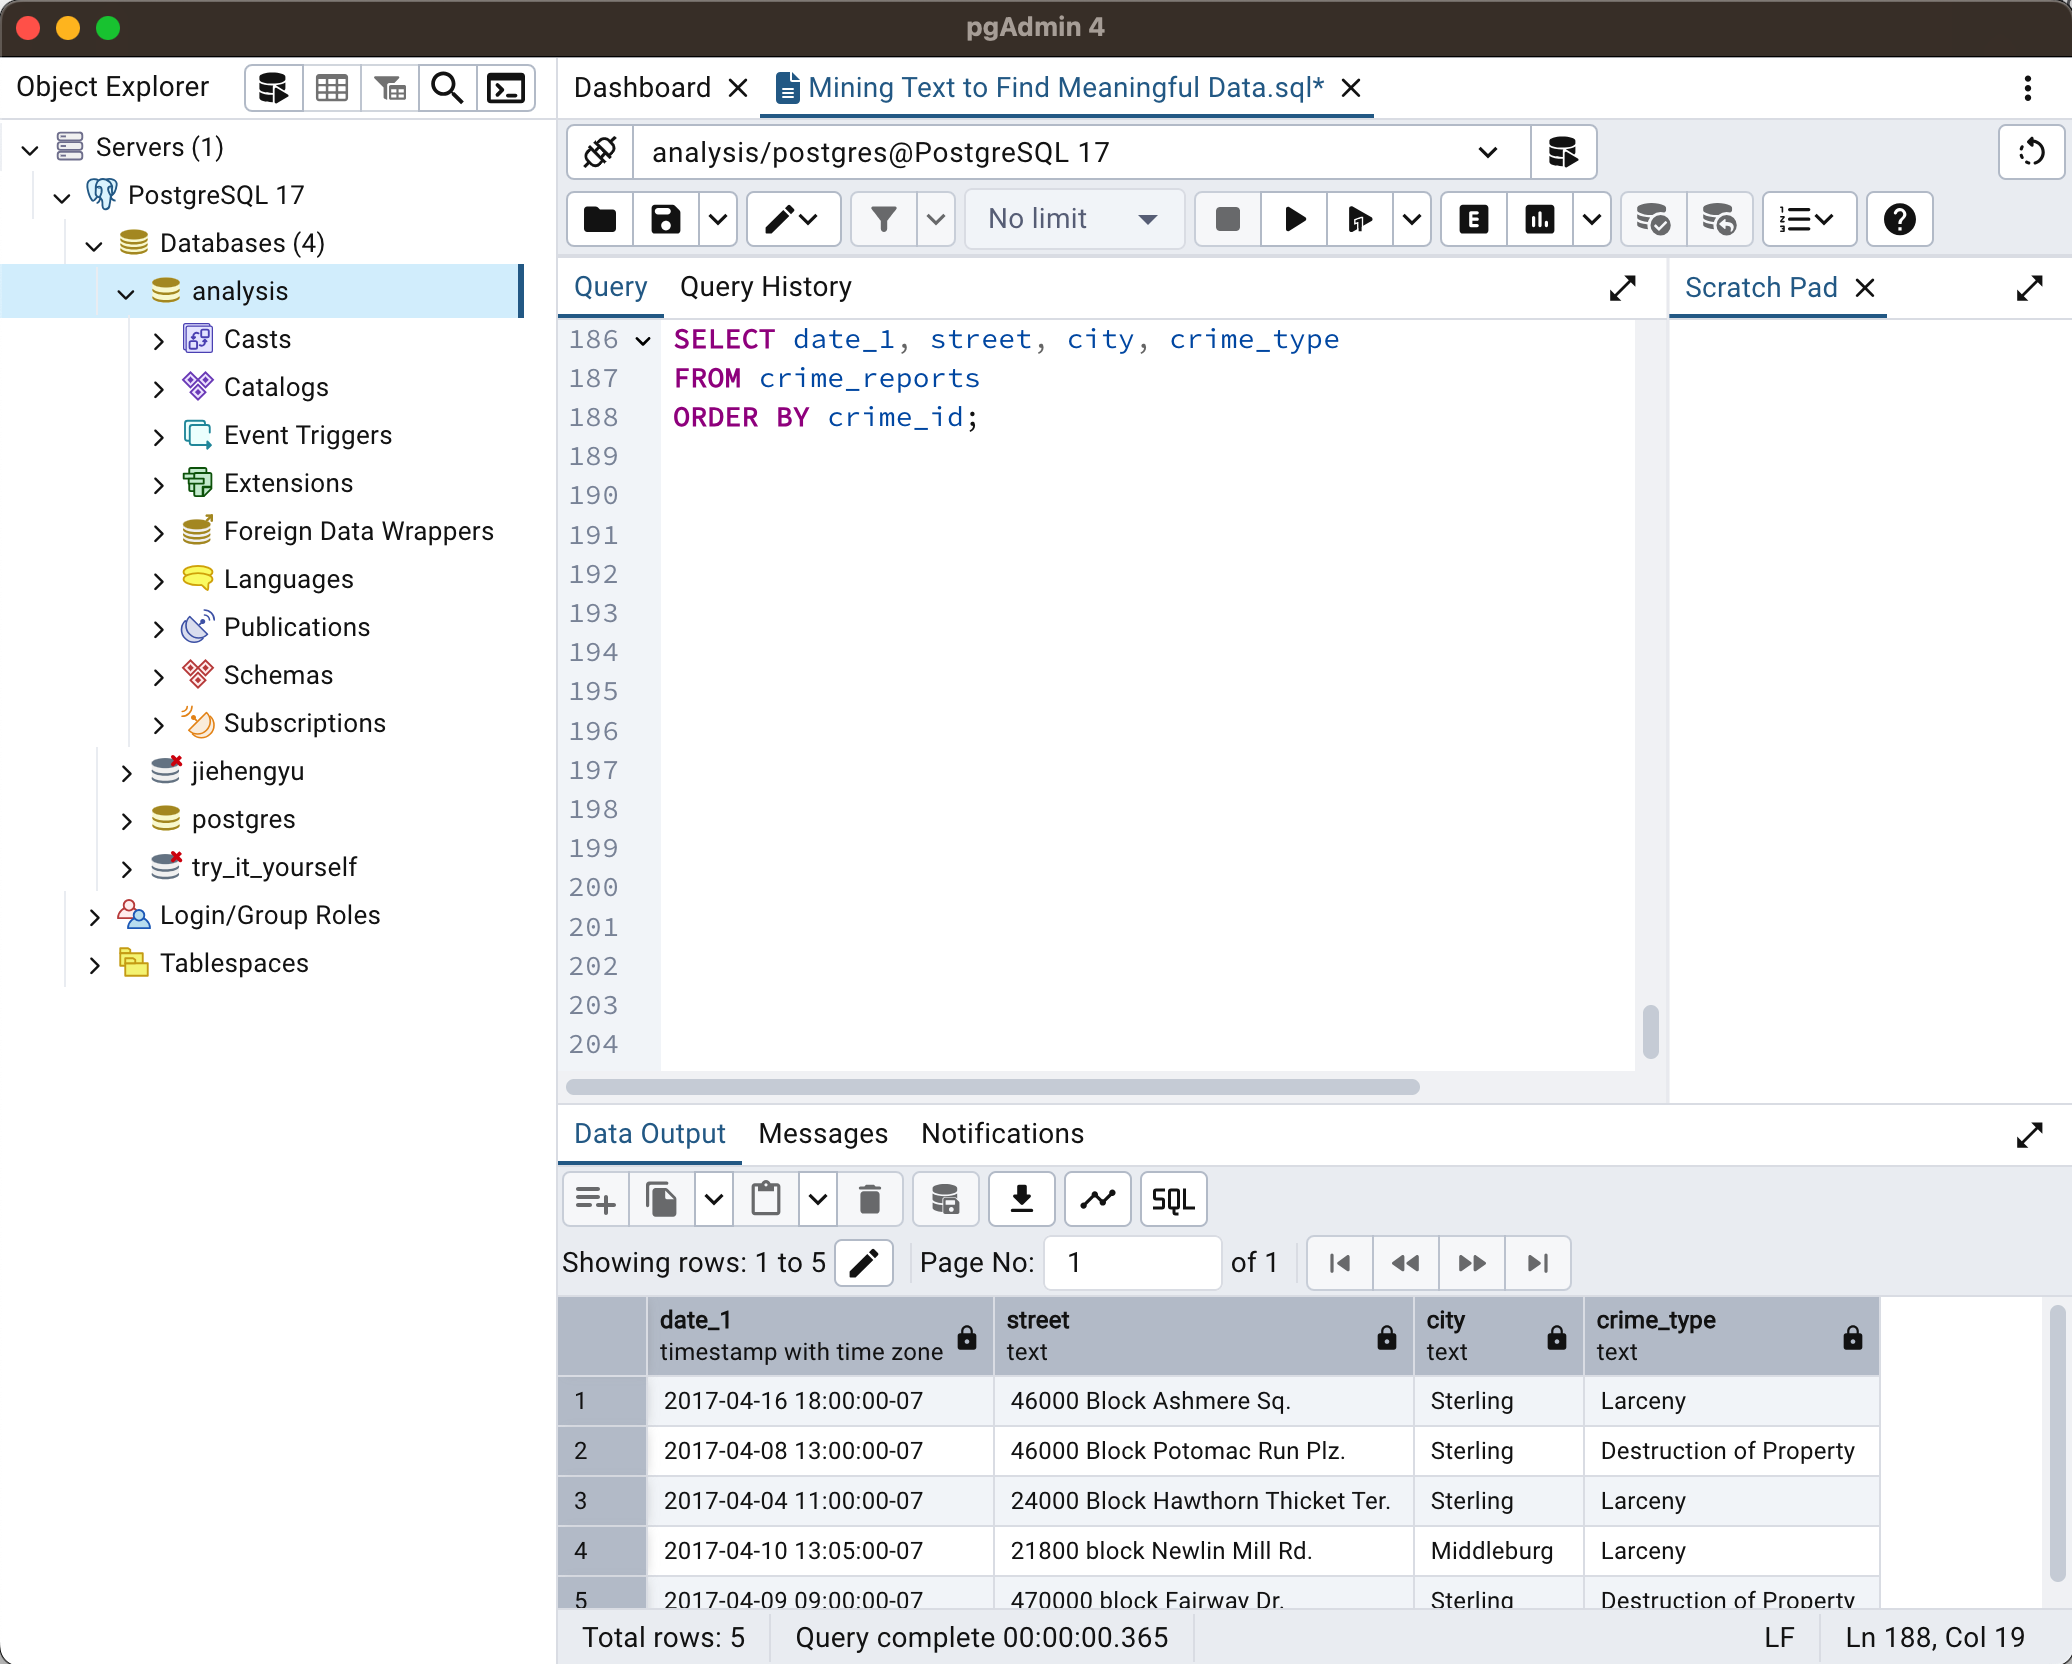 pgAdmin 4
Object Explorer
Dashboard
Mining Text to Find Meaningful Data.sql*
Servers (1)
PostgreSQL 17
Databases (4)
analysis
Casts
Catalogs
Event Triggers
Extensions
Foreign Data Wrappers
Languages
Publications
Schemas
Subscriptions
jiehengyu
postgres
try_it_yourself
Login/Group Roles
Tablespaces
analysis/postgres@PostgreSQL 17
No limit
E
Query
Query History
Scratch Pad
186 SELECT date_1, street, city, crime_type
187 FROM crime_reports
188 ORDER BY crime_id;
189
190
191
192
193
194
195
196
197
198
199
200
201
202
203
204
Data Output
Messages
Notifications
SQL
Showing rows: 1 to 5
Page No: 1 of 1
date_1 street city crime_type
timestamp with time zone text text text
1 2017-04-16 18:00:00-07 46000 Block Ashmere Sq. Sterling Larceny
2 2017-04-08 13:00:00-07 46000 Block Potomac Run Plz. Sterling Destruction of Property
3 2017-04-04 11:00:00-07 24000 Block Hawthorn Thicket Ter. Sterling Larceny
4 2017-04-10 13:05:00-07 21800 block Newlin Mill Rd. Middleburg Larceny
5 2017-04-09 09:00:00-07 470000 block Fairway Dr. Sterling Destruction of Property
Total rows: 5
Query complete 00:00:00.365
LF
Ln 188, Col 19